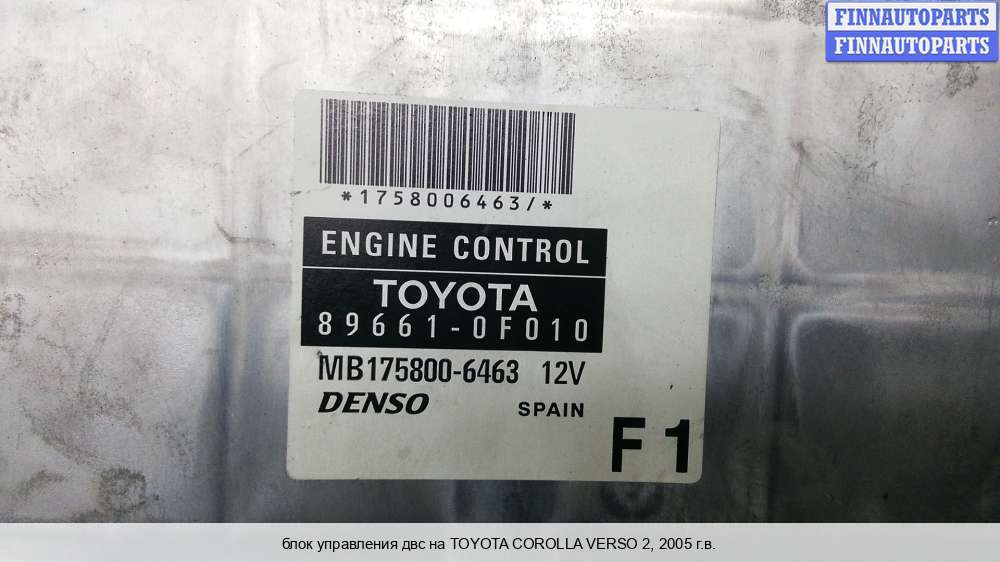 FINNAUTOPARTS
FINNAUTOPARTS
*1758006463/*
ENGINE CONTROL
TOYOTA
89661-0F010
MB175800-6463 12V
DENSO SPAIN
F1
блок управления двс на TOYOTA COROLLA VERSO 2, 2005 г.в.